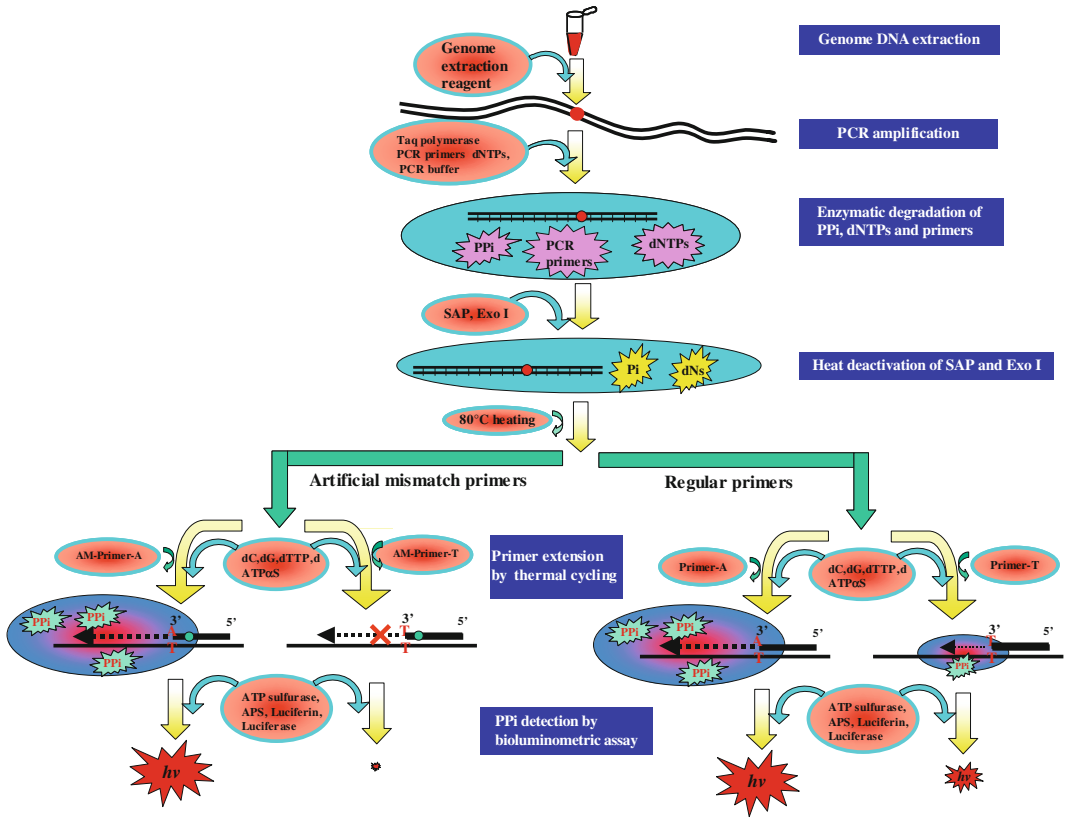 Genome DNA extraction
Genome
extraction
reagent
PCR amplification
Taq polymerase
PCR primers dNTPs,
PCR buffer
Enzymatic degradation of
PPi, dNTPs and primers
PPi
PCR
primers
dNTPs
SAP, Exo I
Heat deactivation of SAP and Exo I
Pi
dNs
80°C heating
Artificial mismatch primers
Regular primers
AM-Primer-A
dC,dG,dTTP,d
ATPαS
AM-Primer-T
Primer extension
by thermal cycling
Primer-A
dC,dG,dTTP,d
ATPαS
Primer-T
PPi
PPi
PPi
3'
5'
A
T
3'
5'
T
T
PPi
PPi
PPi
3'
5'
A
T
PPi
3'
5'
T
T
ATP sulfurase,
APS, Luciferin,
Luciferase
PPi detection by
bioluminometric assay
ATP sulfurase,
APS, Luciferin,
Luciferase
hv
hv
hv